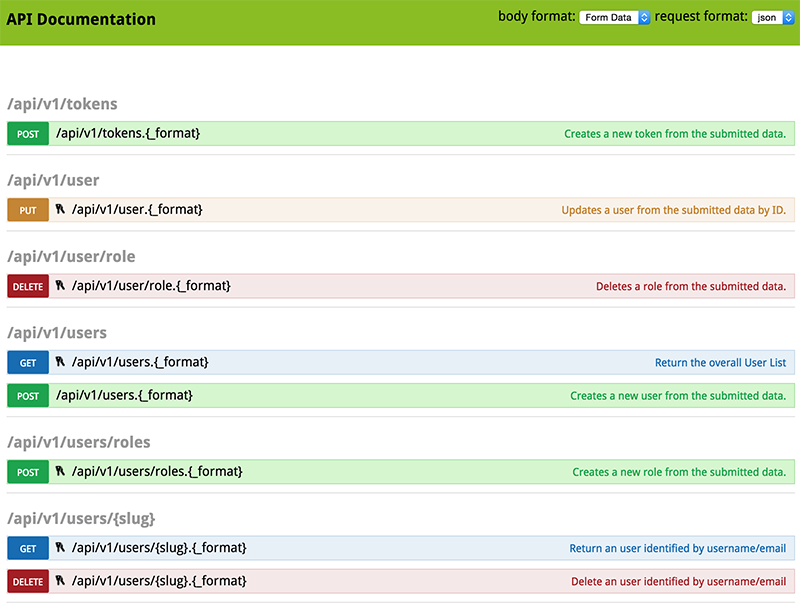 API Documentation
body format: Form Data request format: json
/api/v1/tokens
POST /api/v1/tokens.{_format} Creates a new token from the submitted data.
/api/v1/user
PUT /api/v1/user.{_format} Updates a user from the submitted data by ID.
/api/v1/user/role
DELETE /api/v1/user/role.{_format} Deletes a role from the submitted data.
/api/v1/users
GET /api/v1/users.{_format} Return the overall User List
POST /api/v1/users.{_format} Creates a new user from the submitted data.
/api/v1/users/roles
POST /api/v1/users/roles.{_format} Creates a new role from the submitted data.
/api/v1/users/{slug}
GET /api/v1/users/{slug}.{_format} Return an user identified by username/email
DELETE /api/v1/users/{slug}.{_format} Delete an user identified by username/email